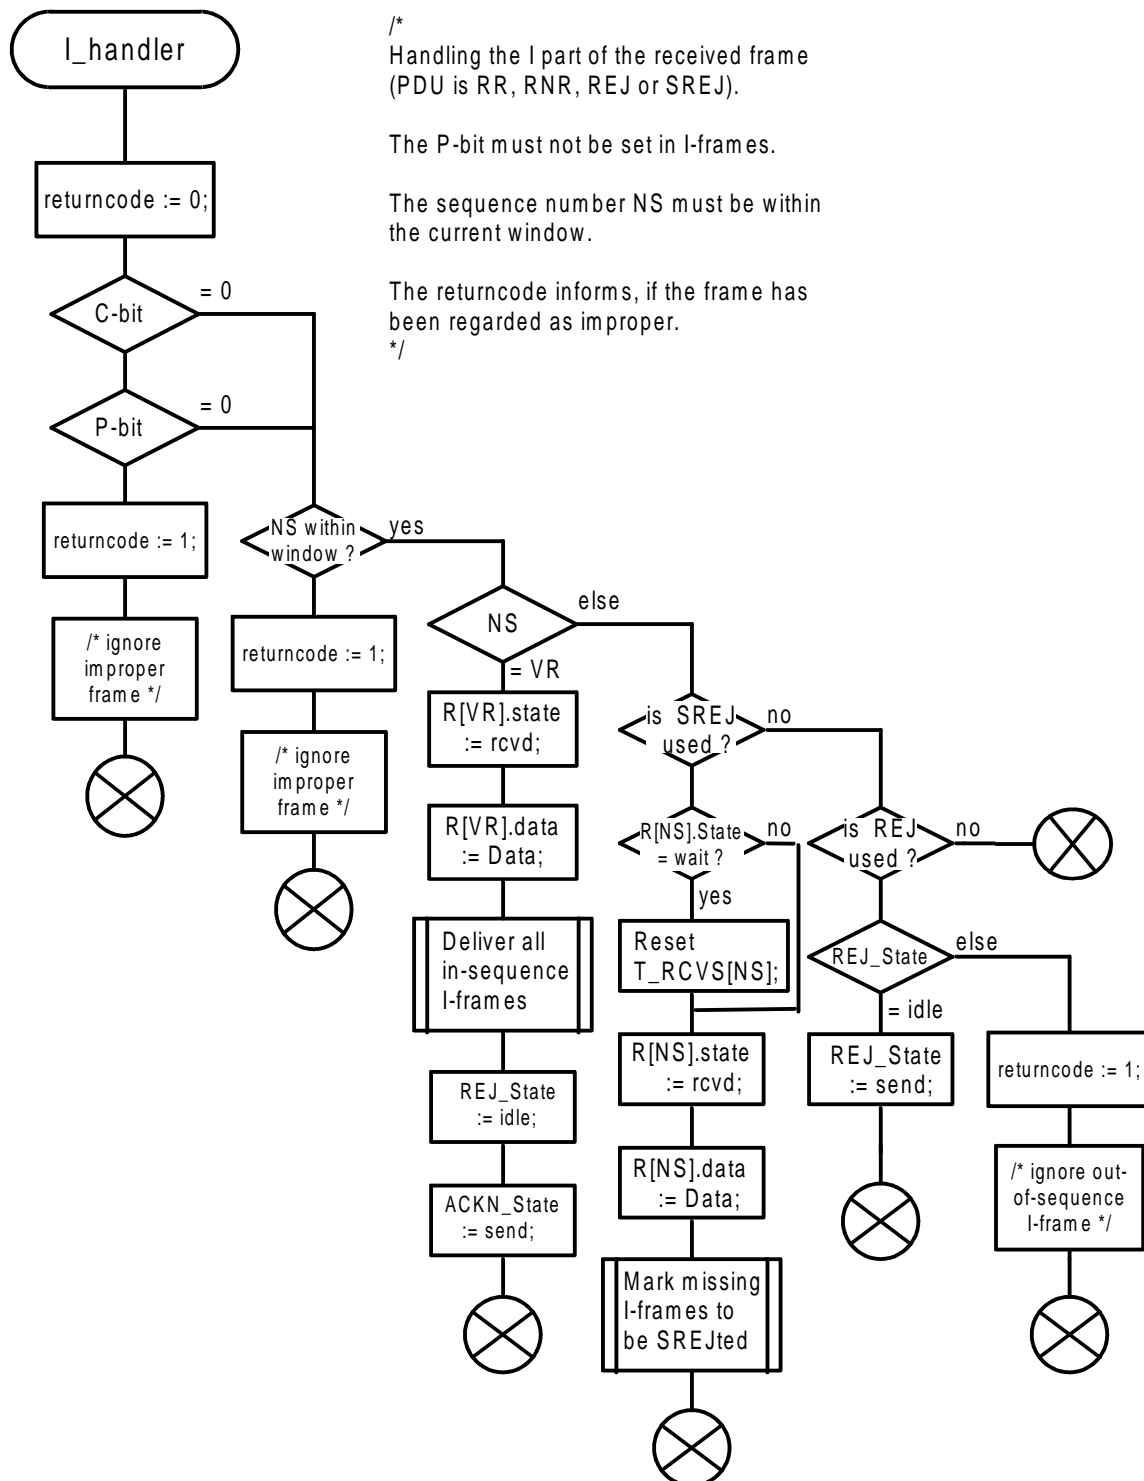 I_handler
/*
Handling the I part of the received frame
(PDU is RR, RNR, REJ or SREJ).
The P-bit must not be set in I-frames.
The sequence number NS must be within
the current window.
The returncode informs, if the frame has
been regarded as improper.
*/
returncode := 0;
C-bit
= 0
P-bit
= 0
returncode := 1;
/* ignore
improper
frame */
NS within
window ?
yes
returncode := 1;
/* ignore
improper
frame */
NS
else
= VR
R[VR].state
:= rcvd;
R[VR].data
:= Data;
Deliver all
in-sequence
I-frames
REJ_State
:= idle;
ACKN_State
:= send;
is SREJ
used ?
no
R[NS].State
= wait ?
no
yes
Reset
T_RCVS[NS];
R[NS].state
:= rcvd;
R[NS].data
:= Data;
Mark missing
I-frames to
be SREJted
is REJ
used ?
no
REJ_State
else
= idle
REJ_State
:= send;
returncode := 1;
/* ignore out-
of-sequence
I-frame */